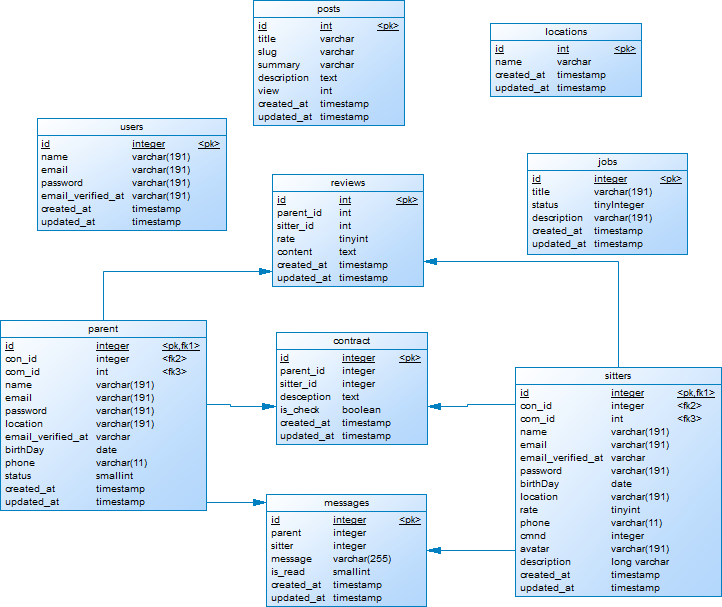 posts
id int <pk>
title varchar
slug varchar
summary varchar
description text
view int
created_at timestamp
updated_at timestamp
locations
id int <pk>
name varchar
created_at timestamp
updated_at timestamp
users
id integer <pk>
name varchar(191)
email varchar(191)
password varchar(191)
email_verified_at varchar(191)
created_at timestamp
updated_at timestamp
reviews
id int <pk>
parent_id int
sitter_id int
rate tinyint
content text
created_at timestamp
updated_at timestamp
jobs
id integer <pk>
title varchar(191)
status tinyInteger
description varchar(191)
created_at timestamp
updated_at timestamp
parent
id integer <pk,fk1>
con_id integer <fk2>
com_id int <fk3>
name varchar(191)
email varchar(191)
password varchar(191)
location varchar(191)
email_verified_at varchar
birthDay date
phone varchar(11)
status smallint
created_at timestamp
updated_at timestamp
contract
id integer <pk>
parent_id integer
sitter_id integer
desception text
is_check boolean
created_at timestamp
updated_at timestamp
sitters
id integer <pk,fk1>
con_id integer <fk2>
com_id int <fk3>
name varchar(191)
email varchar(191)
email_verified_at varchar
password varchar(191)
birthDay date
location varchar(191)
rate tinyint
phone varchar(11)
cmnd integer
avatar varchar(191)
description long varchar
created_at timestamp
updated_at timestamp
messages
id integer <pk>
parent integer
sitter integer
message varchar(255)
is_read smallint
created_at timestamp
updated_at timestamp